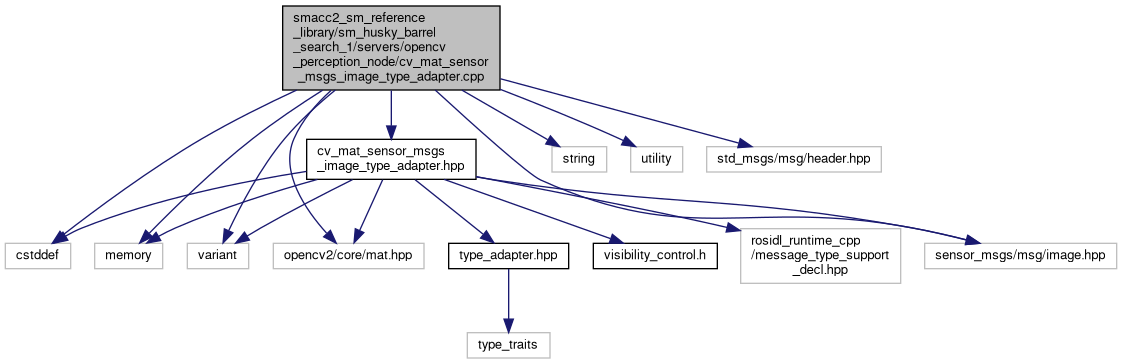 smacc2_sm_reference
_library/sm_husky_barrel
_search_1/servers/opencv
_perception_node/cv_mat_sensor
_msgs_image_type_adapter.cpp
cv_mat_sensor_msgs
_image_type_adapter.hpp
string
utility
std_msgs/msg/header.hpp
cstddef
memory
variant
opencv2/core/mat.hpp
type_adapter.hpp
visibility_control.h
rosidl_runtime_cpp
/message_type_support
_decl.hpp
sensor_msgs/msg/image.hpp
type_traits